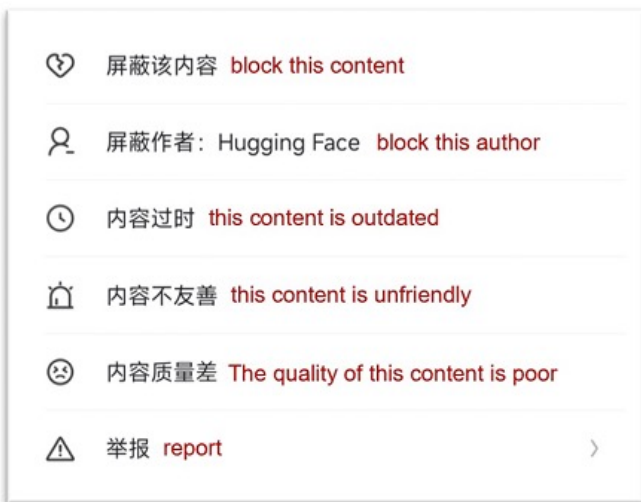 屏蔽该内容 block this content
屏蔽作者：Hugging Face block this author
内容过时 this content is outdated
内容不友善 this content is unfriendly
内容质量差 The quality of this content is poor
举报 report